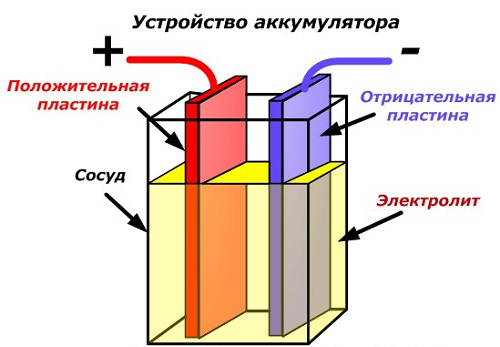 Устройство аккумулятора
+
-
Положительная
пластина
Отрицательная
пластина
Сосуд
Электролит